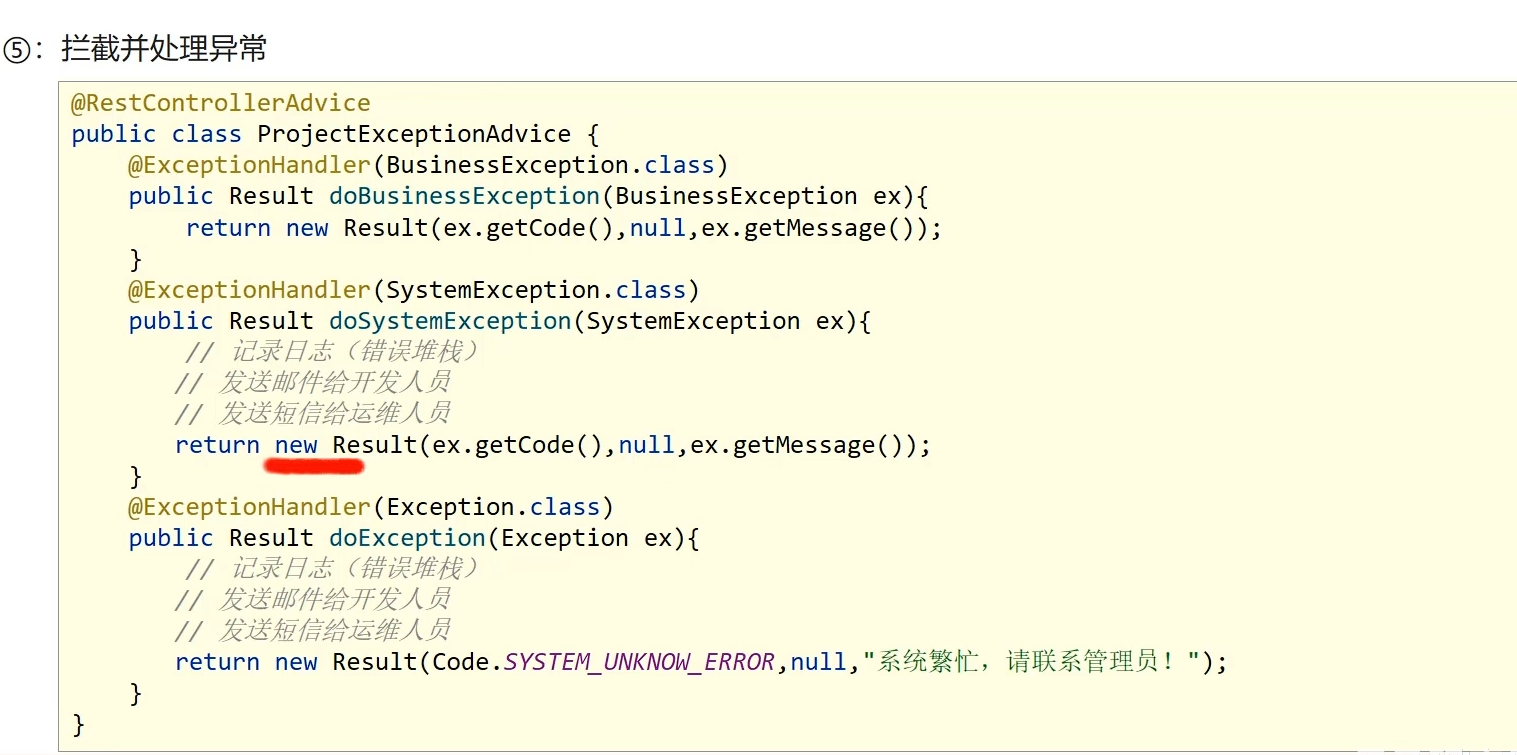 ⑤：拦截并处理异常
@RestControllerAdvice
public class ProjectExceptionAdvice {
@ExceptionHandler(BusinessException.class)
public Result doBusinessException(BusinessException ex){
return new Result(ex.getCode(),null,ex.getMessage());
}
@ExceptionHandler(SystemException.class)
public Result doSystemException(SystemException ex){
// 记录日志（错误堆栈）
// 发送邮件给开发人员
// 发送短信给运维人员
return new Result(ex.getCode(),null,ex.getMessage());
}
@ExceptionHandler(Exception.class)
public Result doException(Exception ex){
// 记录日志（错误堆栈）
// 发送邮件给开发人员
// 发送短信给运维人员
return new Result(Code.SYSTEM_UNKNOW_ERROR,null,"系统繁忙，请联系管理员！");
}
}